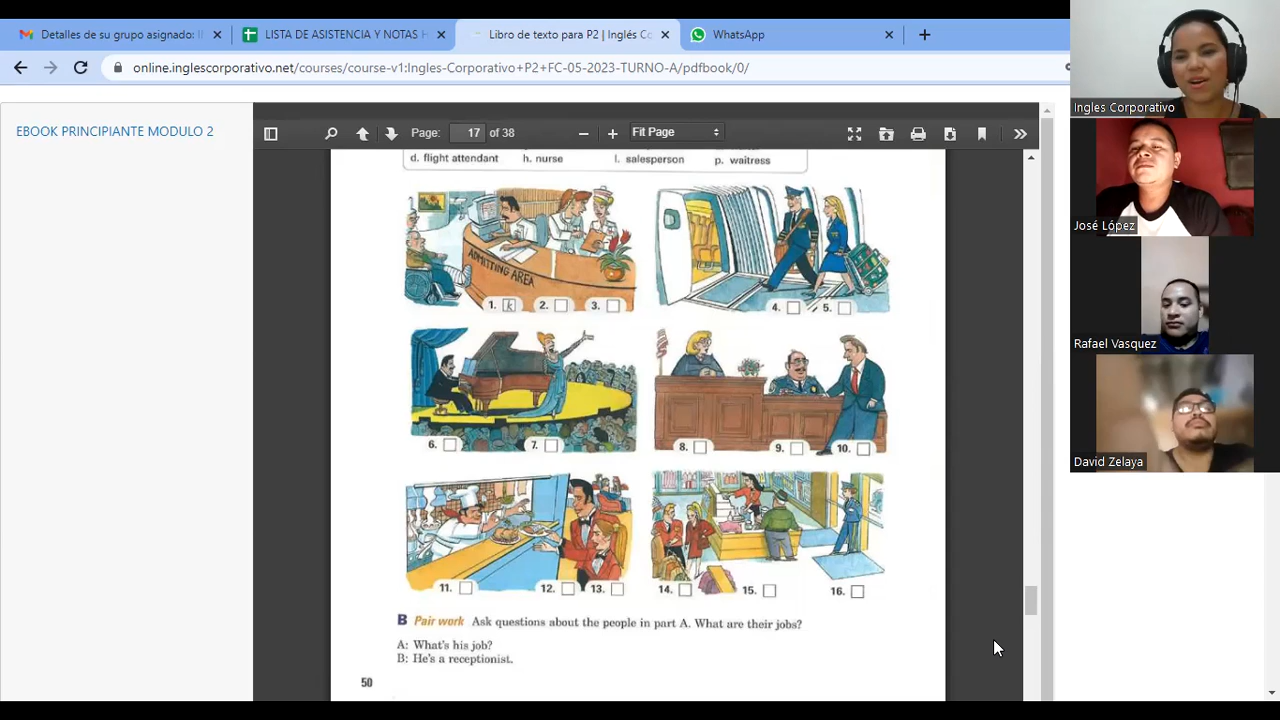 Detalles de su grupo asignado:
LISTA DE ASISTENCIA Y NOTAS
Libro de texto para P2 | Inglés Co
WhatsApp
online.inglescorporativo.net/courses/course-v1:Ingles-Corporativo+P2+FC-05-2023-TURNO-A/pdfbook/0/
EBOOK PRINCIPIANTE MODULO 2
Page: 17 of 38
Fit Page
d. flight attendant h. nurse l. salesperson p. waitress
ADMITTING AREA
1. k 2. 3.
4. 5.
6. 7.
8. 9. 10.
11. 12. 13.
14. 15. 16.
B Pair work Ask questions about the people in part A. What are their jobs?
A: What's his job?
B: He's a receptionist.
50
Ingles Corporativo
José López
Rafael Vasquez
David Zelaya